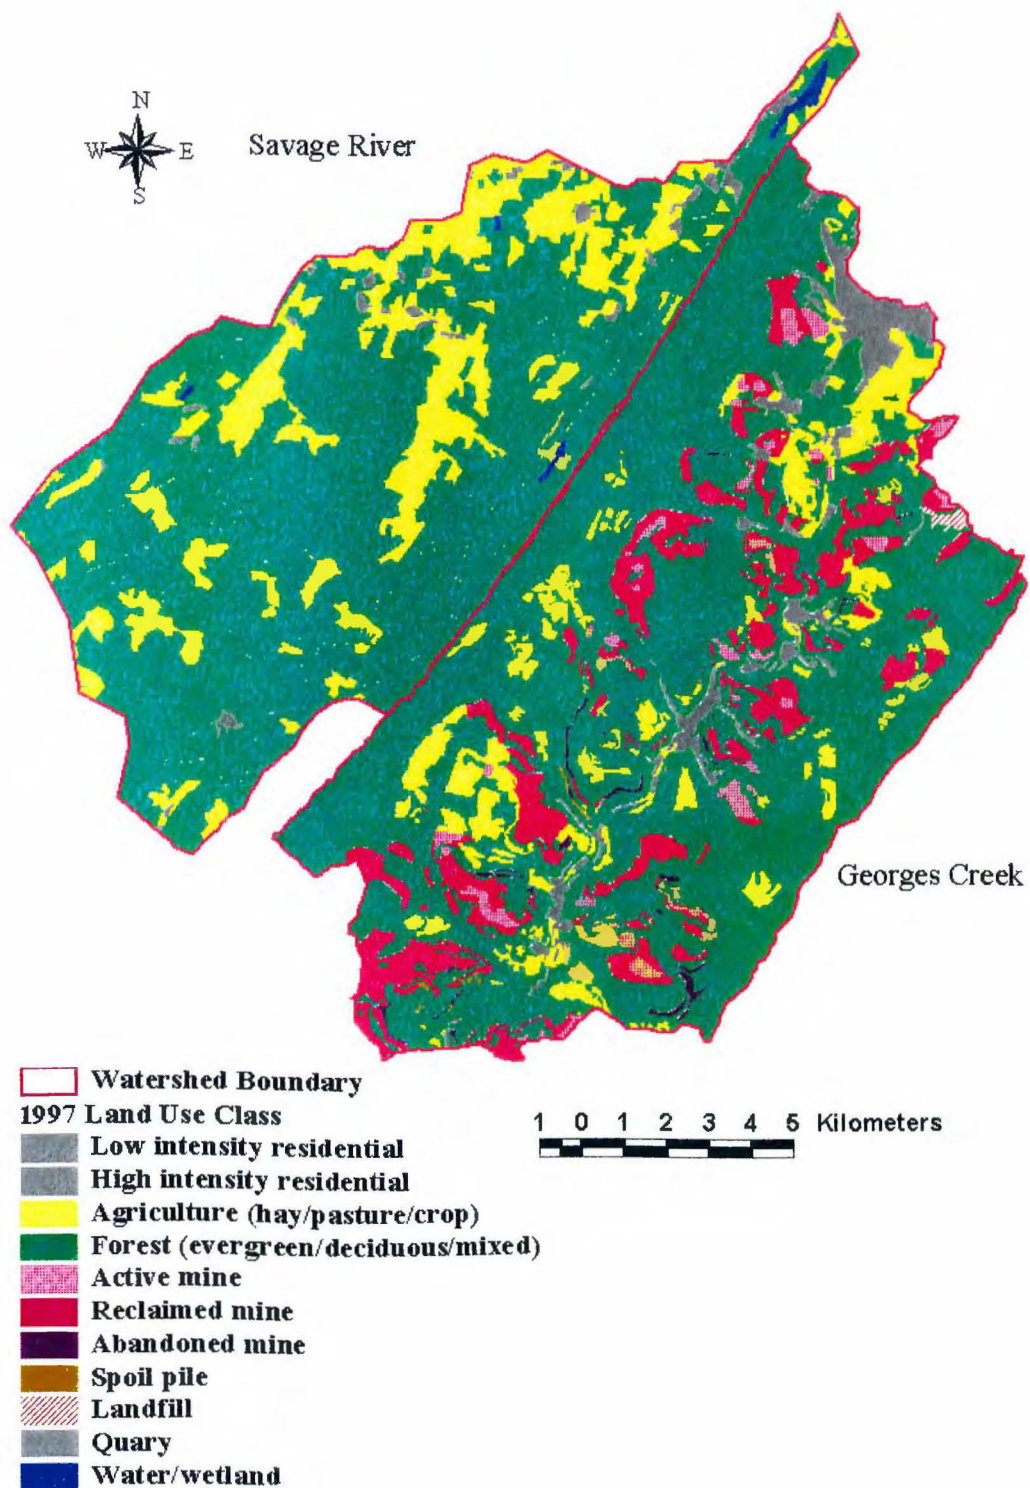 N
Savage River
W E
S
Georges Creek
Watershed Boundary
1997 Land Use Class
1 0 1 2 3 4 5 Kilometers
Low intensity residential
High intensity residential
Agriculture (hay/pasture/crop)
Forest (evergreen/deciduous/mixed)
Active mine
Reclaimed mine
Abandoned mine
Spoil pile
Landfill
Quary
Water/wetland